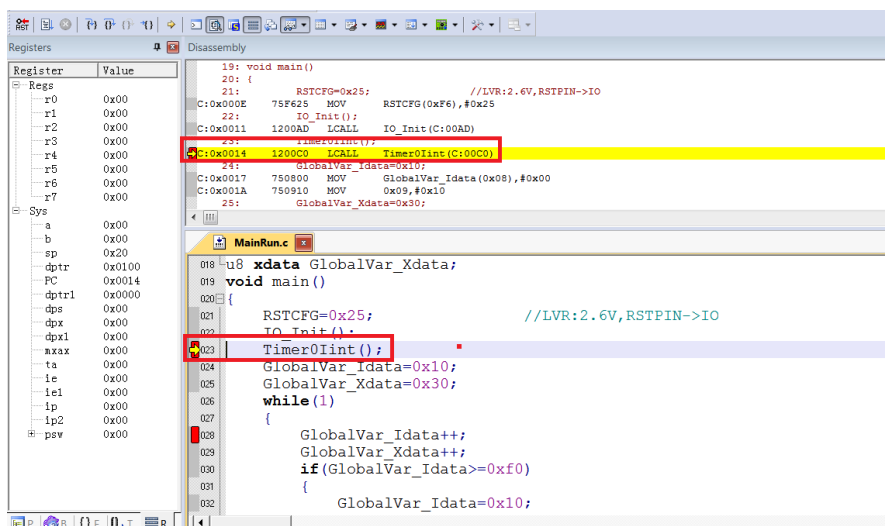 Registers
Register Value
Regs
r0 0x00
r1 0x00
r2 0x00
r3 0x00
r4 0x00
r5 0x00
r6 0x00
r7 0x00
Sys
a 0x00
b 0x00
sp 0x20
dptr 0x0100
PC 0x0014
dptr1 0x0000
dps 0x00
dpx 0x00
dpx1 0x00
mxax 0x00
ta 0x00
ie 0x00
ie1 0x00
ip 0x00
ip2 0x00
psw 0x00
Disassembly
19: void main()
20: {
21: RSTCFG=0x25; //LVR:2.6V,RSTPIN->IO
C:0x000E 75F625 MOV RSTCFG(0xF6),#0x25
22: IO_Init();
C:0x0011 1200AD LCALL IO_Init(C:00AD)
23: Timer0Iint();
C:0x0014 1200C0 LCALL Timer0Iint(C:00C0)
24: GlobalVar_Idata=0x10;
C:0x0017 750800 MOV GlobalVar_Idata(0x08),#0x00
C:0x001A 750910 MOV 0x09,#0x10
25: GlobalVar_Xdata=0x30;
MainRun.c
018 u8 xdata GlobalVar_Xdata;
019 void main()
020 {
021 RSTCFG=0x25; //LVR:2.6V,RSTPIN->IO
022 IO_Init();
023 Timer0Iint();
024 GlobalVar_Idata=0x10;
025 GlobalVar_Xdata=0x30;
026 while(1)
027 {
028 GlobalVar_Idata++;
029 GlobalVar_Xdata++;
030 if(GlobalVar_Idata>=0xf0)
031 {
032 GlobalVar_Idata=0x10;